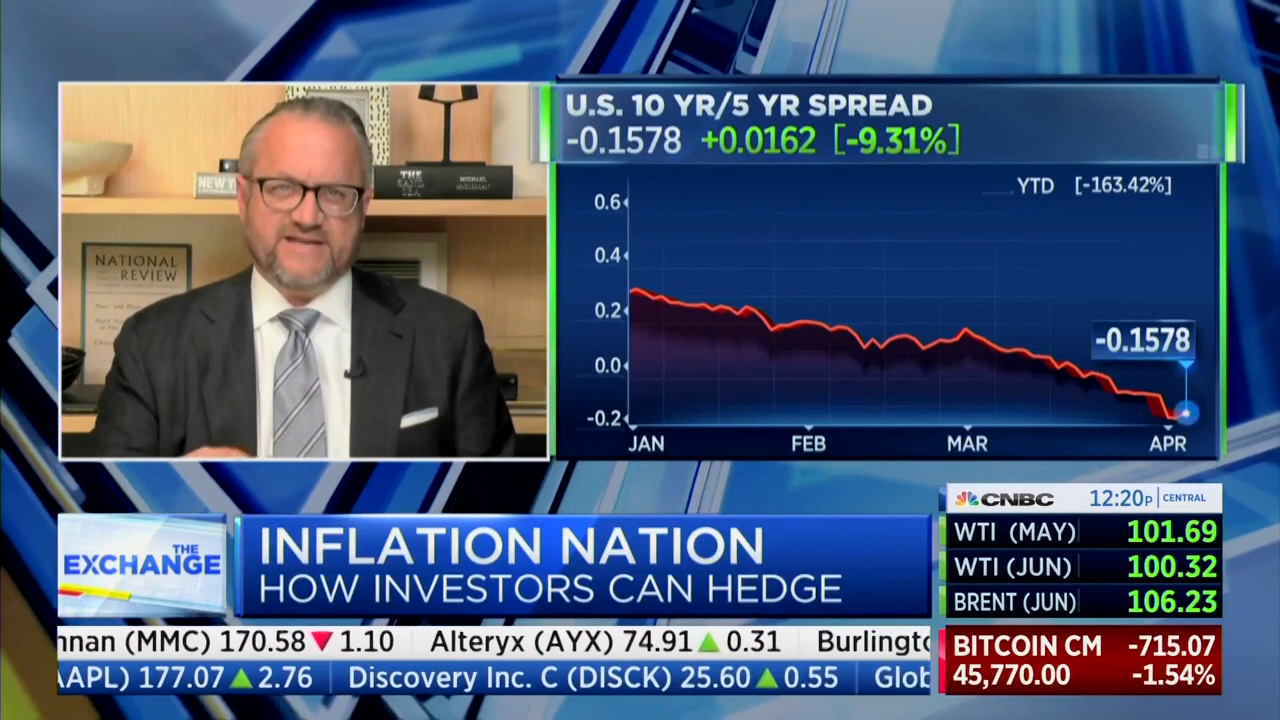 U.S. 10 YR/5 YR SPREAD
-0.1578 +0.0162 [-9.31%]
YTD [-163.42%]
0.6
0.4
0.2
0.0
-0.2
-0.1578
JAN FEB MAR APR
NEW Y
THE
MICHAEL
NATIONAL
REVIEW
THE
EXCHANGE
INFLATION NATION
HOW INVESTORS CAN HEDGE
CNBC 12:20P CENTRAL
WTI (MAY) 101.69
WTI (JUN) 100.32
BRENT (JUN) 106.23
BITCOIN CM -715.07
45,770.00 -1.54%
nnan (MMC) 170.58 ▼ 1.10 Alteryx (AYX) 74.91 ▲ 0.31 Burlingto
AAPL) 177.07 ▲ 2.76 Discovery Inc. C (DISCK) 25.60 ▲ 0.55 Glob